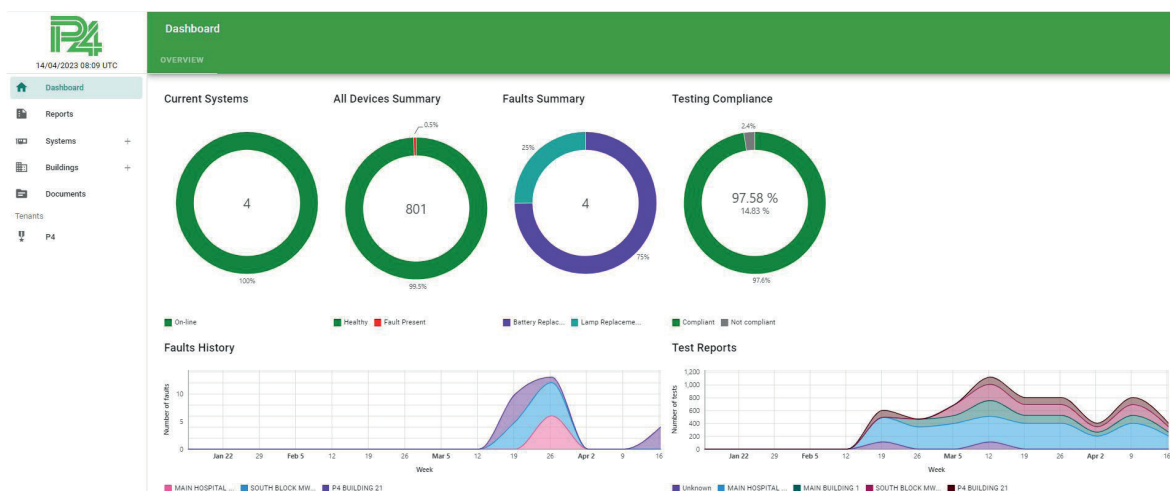 P4
14/04/2023 08:09 UTC
Dashboard
Reports
Systems +
Buildings +
Documents
Tenants
P4
Dashboard
OVERVIEW
Current Systems
4
100%
On-line
All Devices Summary
0.5%
801
99.5%
Healthy Fault Present
Faults Summary
25%
4
75%
Battery Replac... Lamp Replaceme...
Testing Compliance
2.4%
97.58 %
14.83 %
97.6%
Compliant Not compliant
Faults History
Number of faults
10
5
0
Jan 22 29 Feb 5 12 19 26 Mar 5 12 19 26 Apr 2 9 16
Week
MAIN HOSPITAL ... SOUTH BLOCK MW... P4 BUILDING 21
Test Reports
Number of tests
1,200
1,000
800
600
400
200
0
Jan 22 29 Feb 5 12 19 26 Mar 5 12 19 26 Apr 2 9 16
Week
Unknown MAIN HOSPITAL ... MAIN BUILDING 1 SOUTH BLOCK MW... P4 BUILDING 21